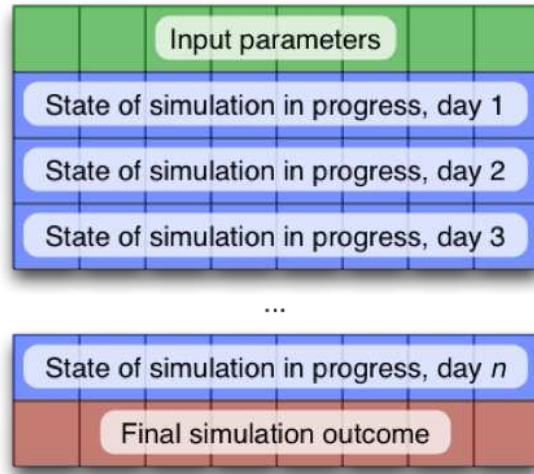 Input parameters
State of simulation in progress, day 1
State of simulation in progress, day 2
State of simulation in progress, day 3
...
State of simulation in progress, day n
Final simulation outcome